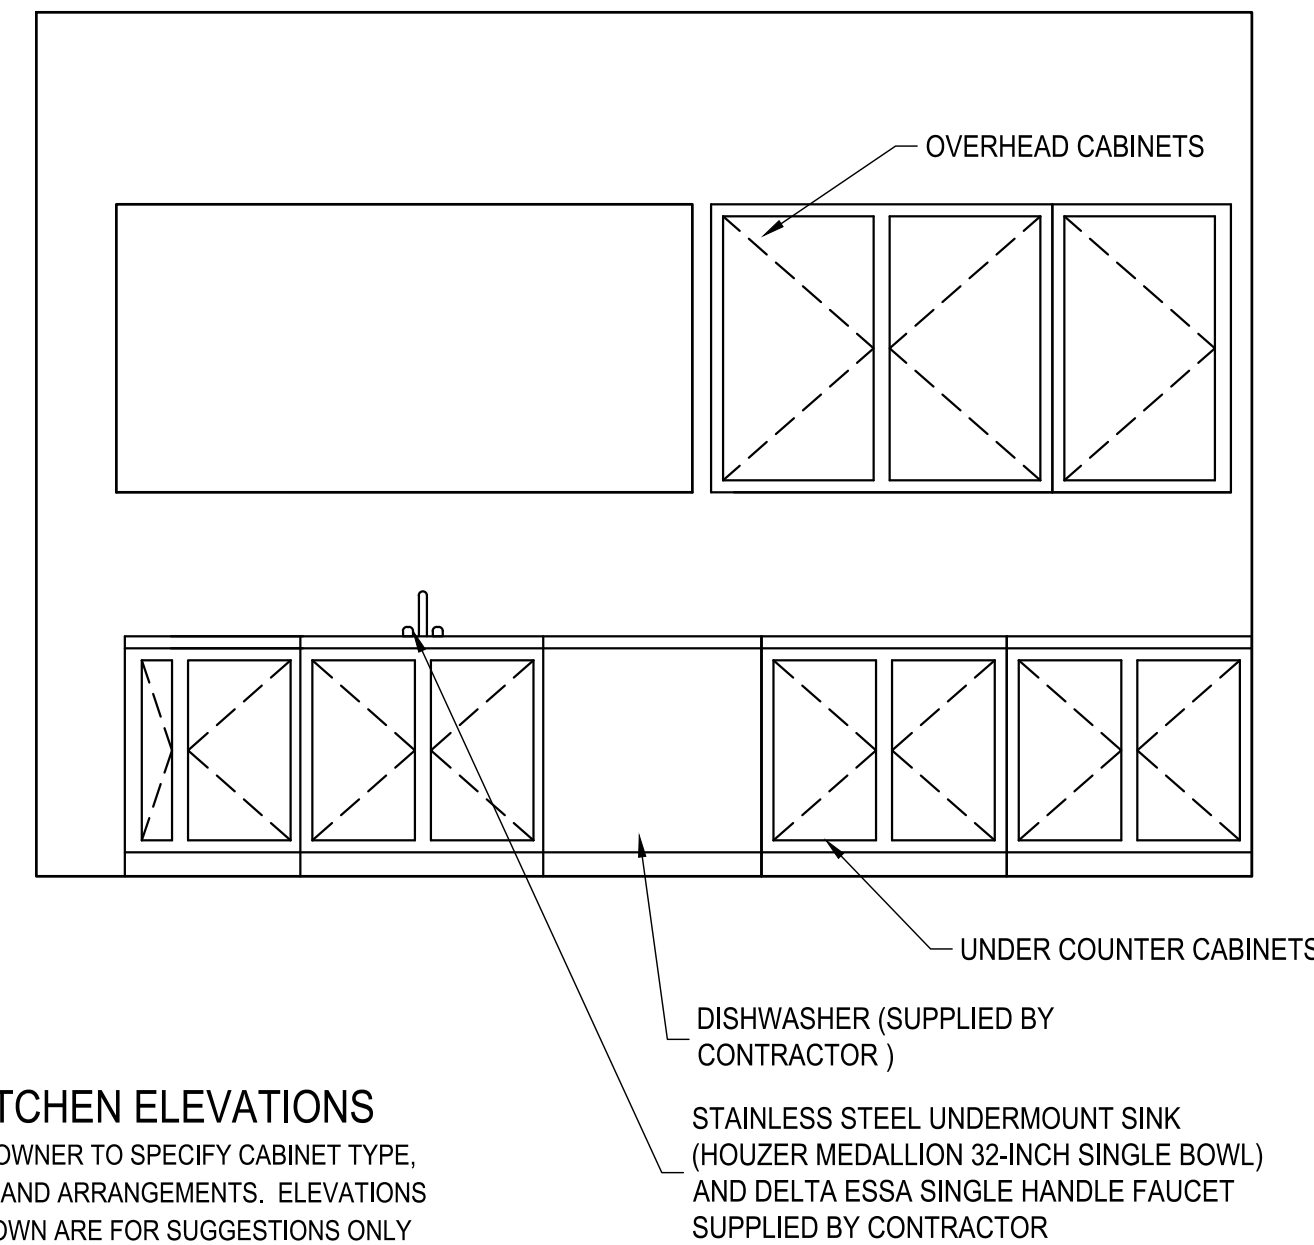 OVERHEAD CABINETS
UNDER COUNTER CABINETS
DISHWASHER (SUPPLIED BY
CONTRACTOR )
STAINLESS STEEL UNDERMOUNT SINK
(HOUZER MEDALLION 32-INCH SINGLE BOWL)
AND DELTA ESSA SINGLE HANDLE FAUCET
SUPPLIED BY CONTRACTOR
TCHEN ELEVATIONS
OWNER TO SPECIFY CABINET TYPE,
AND ARRANGEMENTS. ELEVATIONS
OWN ARE FOR SUGGESTIONS ONLY